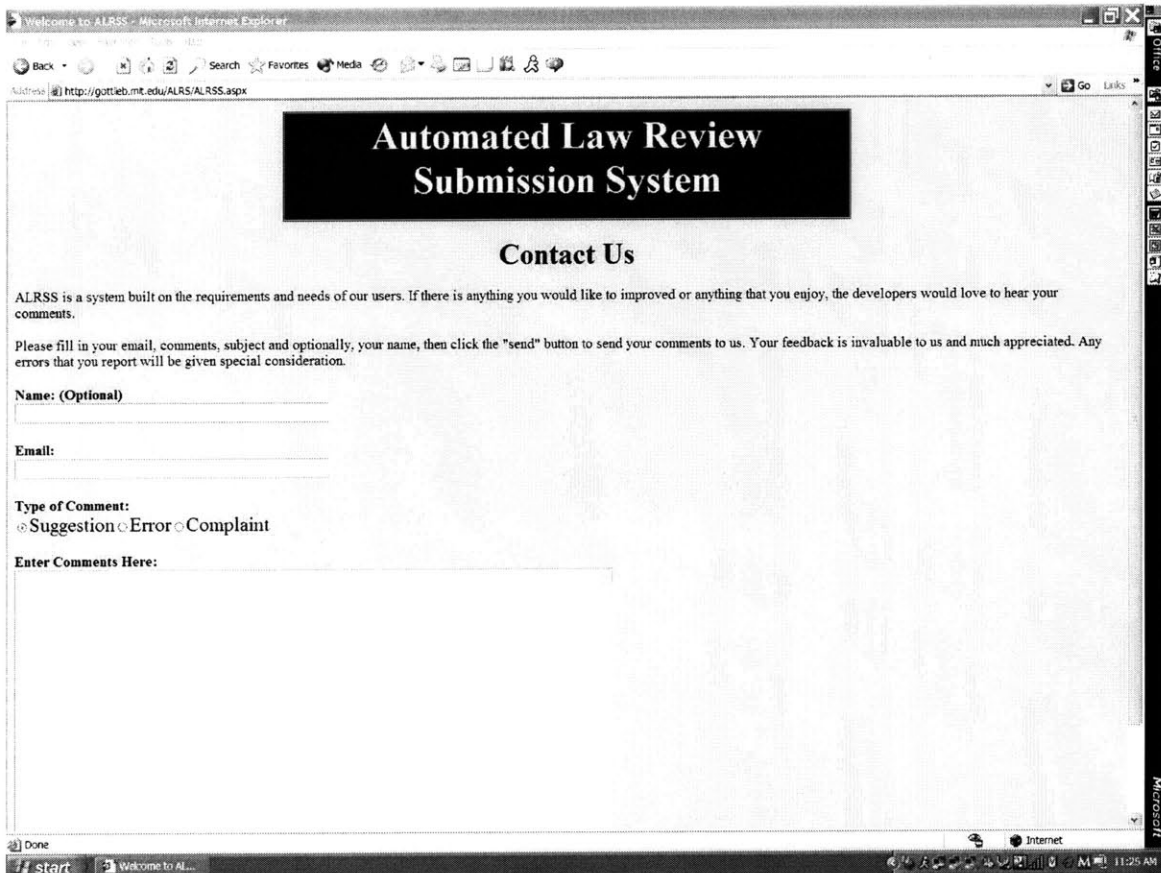 Welcome to ALRSS - Microsoft Internet Explorer
Back
Search Favorites Media
Address http://gottlieb.mit.edu/ALRS/ALRSS.aspx Go Links
Automated Law Review
Submission System
Contact Us
ALRSS is a system built on the requirements and needs of our users. If there is anything you would like to improved or anything that you enjoy, the developers would love to hear your
comments.
Please fill in your email, comments, subject and optionally, your name, then click the "send" button to send your comments to us. Your feedback is invaluable to us and much appreciated. Any
errors that you report will be given special consideration.
Name: (Optional)
Email:
Type of Comment:
Suggestion Error Complaint
Enter Comments Here:
Done Internet
start Welcome to AL... M 11:25 AM
Office
Microsoft